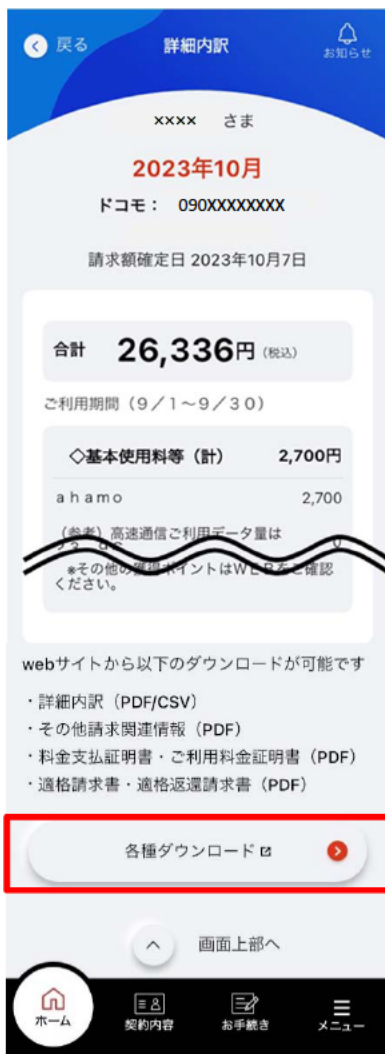 戻る
詳細内訳
お知らせ
×××× さま
2023年10月
ドコモ： 090XXXXXXXX
請求額確定日 2023年10月7日
合計 26,336円 (税込)
ご利用期間（９／１～９／３０）
◇基本使用料等（計） 2,700円
ａｈａｍｏ 2,700
（参考）高速通信ご利用データ量は
＊その他の獲得ポイントはＷＥＢをご確認
ください。
webサイトから以下のダウンロードが可能です
・詳細内訳（PDF/CSV）
・その他請求関連情報（PDF）
・料金支払証明書・ご利用料金証明書（PDF）
・適格請求書・適格返還請求書（PDF）
各種ダウンロード
画面上部へ
ホーム
契約内容
お手続き
メニュー